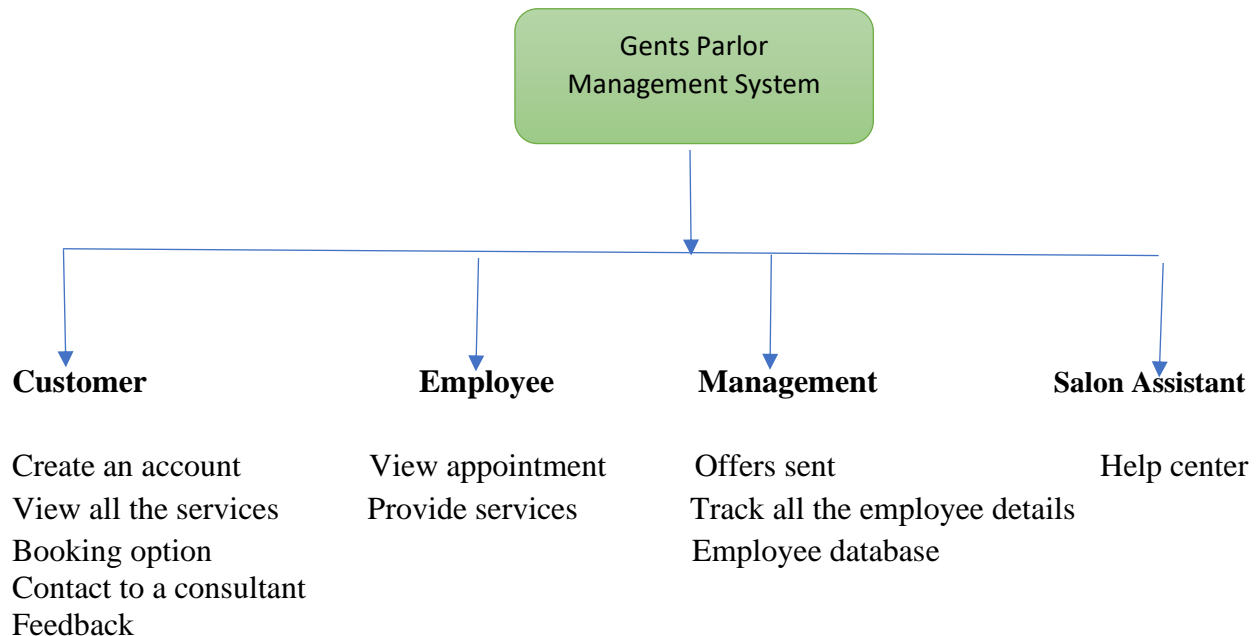 Gents Parlor
Management System
Customer
Employee
Management
Salon Assistant
Create an account
View all the services
Booking option
Contact to a consultant
Feedback
View appointment
Provide services
Offers sent
Track all the employee details
Employee database
Help center